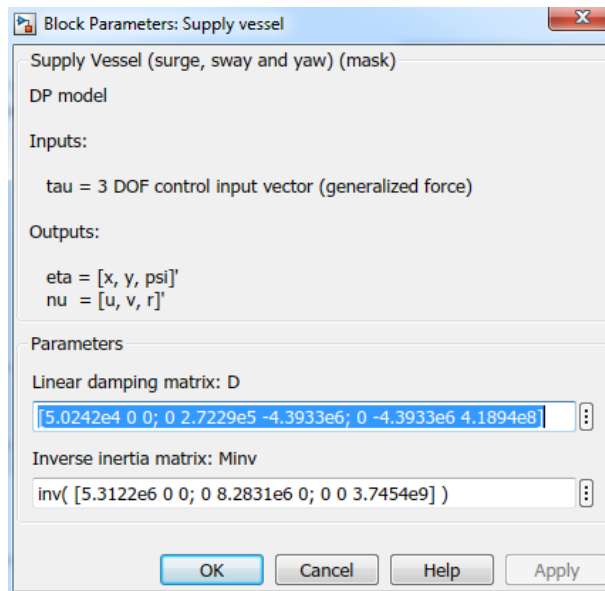 Block Parameters: Supply vessel
Supply Vessel (surge, sway and yaw) (mask)
DP model
Inputs:
tau = 3 DOF control input vector (generalized force)
Outputs:
eta = [x, y, psi]'
nu = [u, v, r]'
Parameters
Linear damping matrix: D
[5.0242e4 0 0; 0 2.7229e5 -4.3933e6; 0 -4.3933e6 4.1894e8]
Inverse inertia matrix: Minv
inv( [5.3122e6 0 0; 0 8.2831e6 0; 0 0 3.7454e9] )
OK Cancel Help Apply